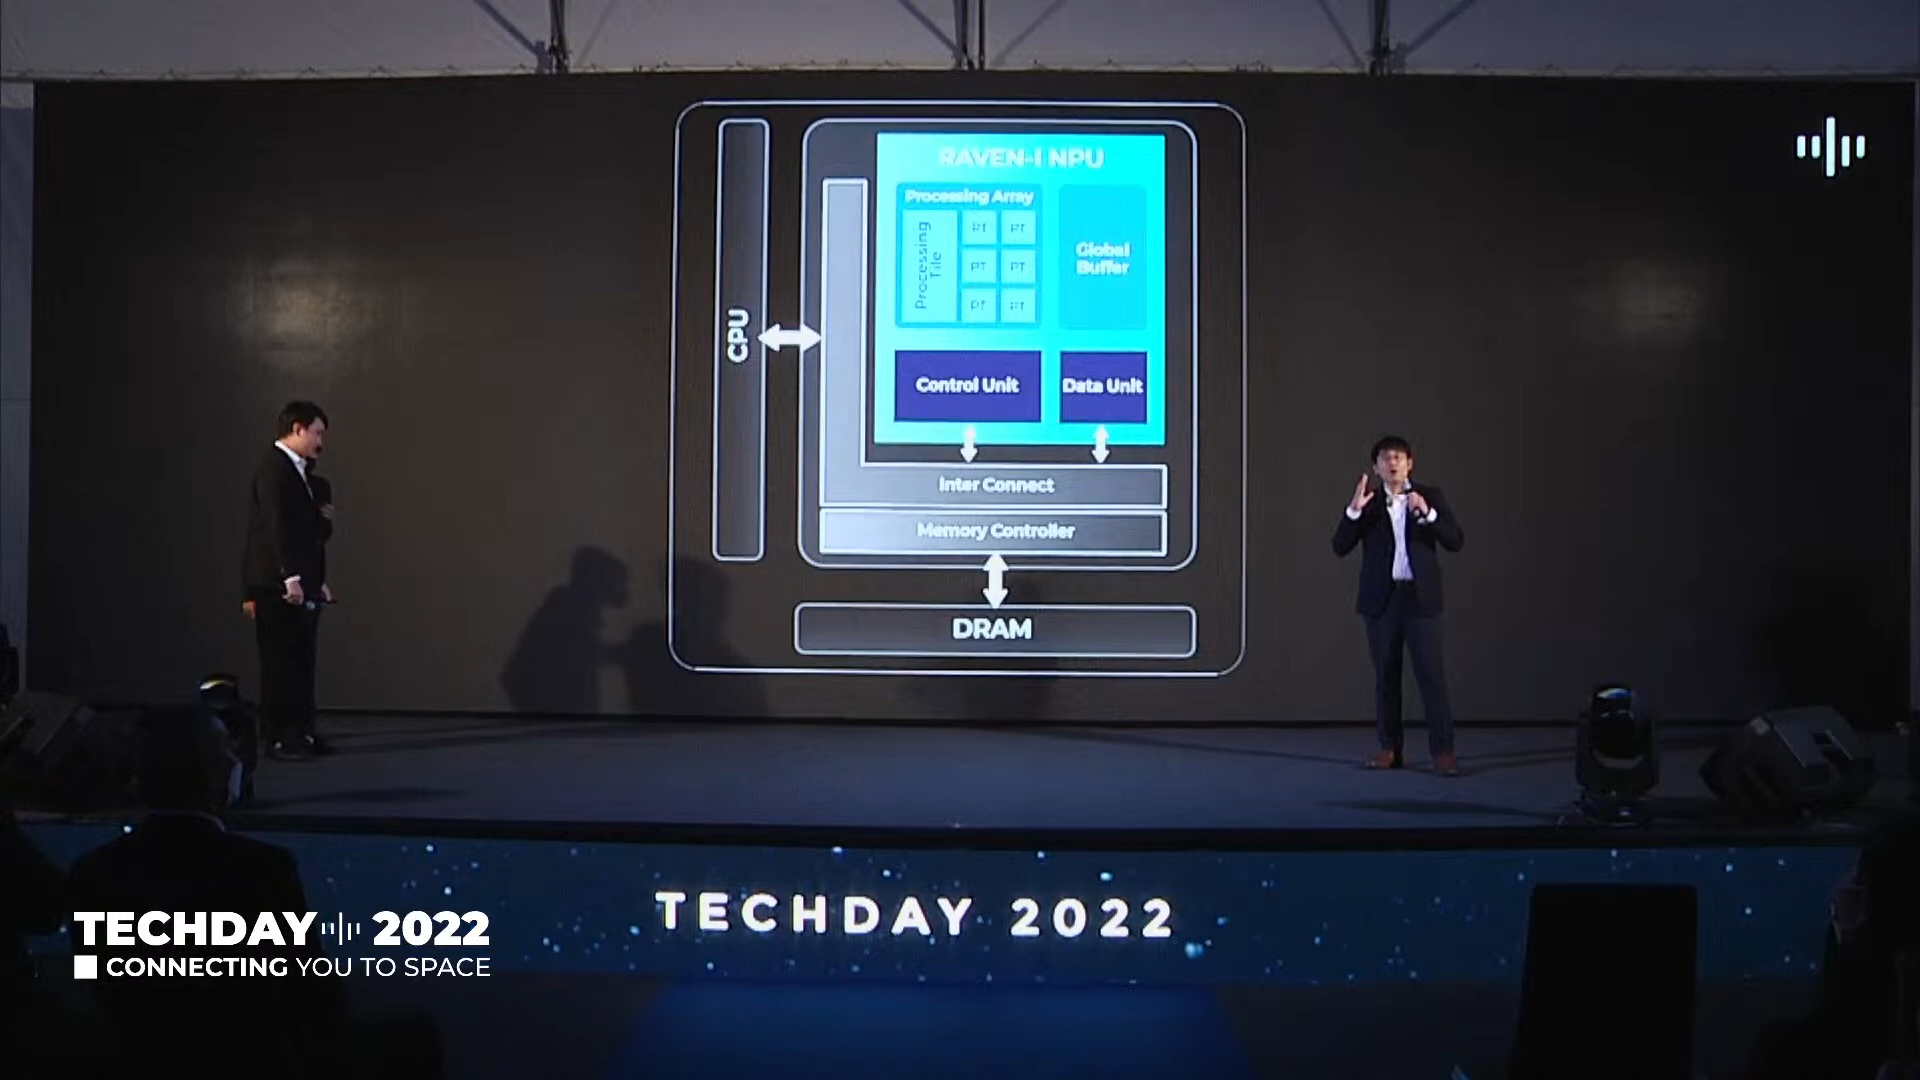 RAVEN-I NPU
Processing Array
Processing
Tile
PT PT
PT PT
PT PT
Global
Buffer
CPU
Control Unit
Data Unit
Inter Connect
Memory Controller
DRAM
TECHDAY 2022
TECHDAY 2022
CONNECTING YOU TO SPACE